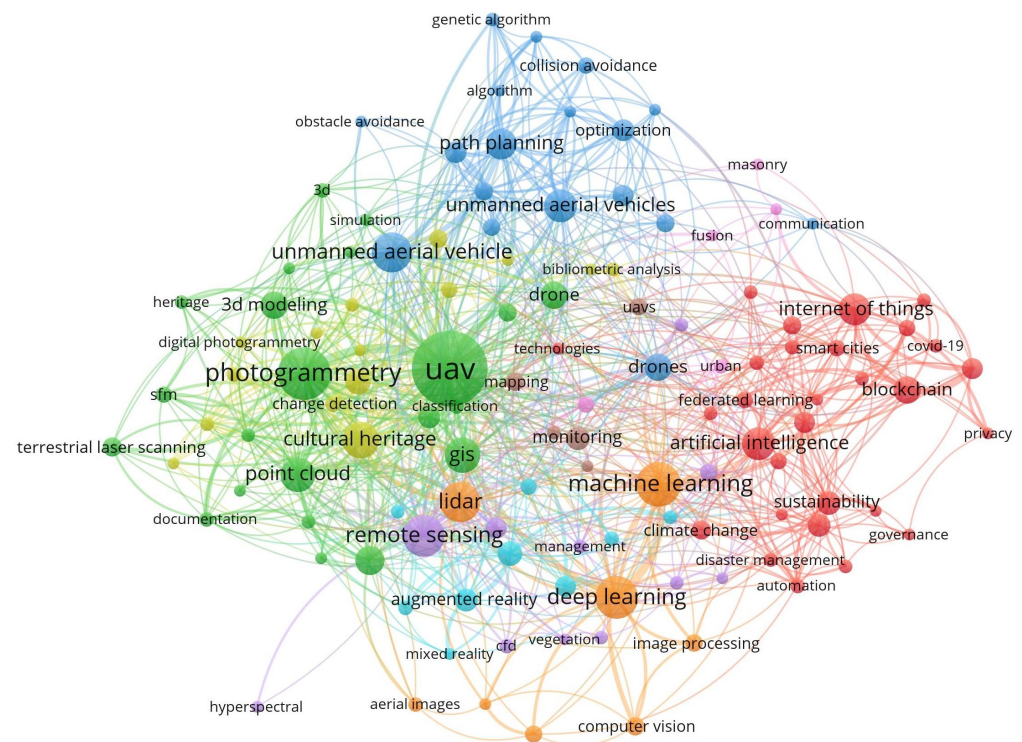 genetic algorithm
collision avoidance
algorithm
obstacle avoidance
optimization
path planning
masonry
3d
unmanned aerial vehicles
simulation
communication
fusion
unmanned aerial vehicle
bibliometric analysis
drone
heritage
3d modeling
uavs
internet of things
digital photogrammetry
technologies
smart cities
covid-19
photogrammetry
uav
drones
urban
mapping
blockchain
sfm
change detection
classification
federated learning
privacy
terrestrial laser scanning
cultural heritage
monitoring
artificial intelligence
gis
point cloud
machine learning
lidar
sustainability
documentation
remote sensing
climate change
governance
management
disaster management
automation
augmented reality
deep learning
mixed reality
cfd
vegetation
image processing
hyperspectral
aerial images
computer vision